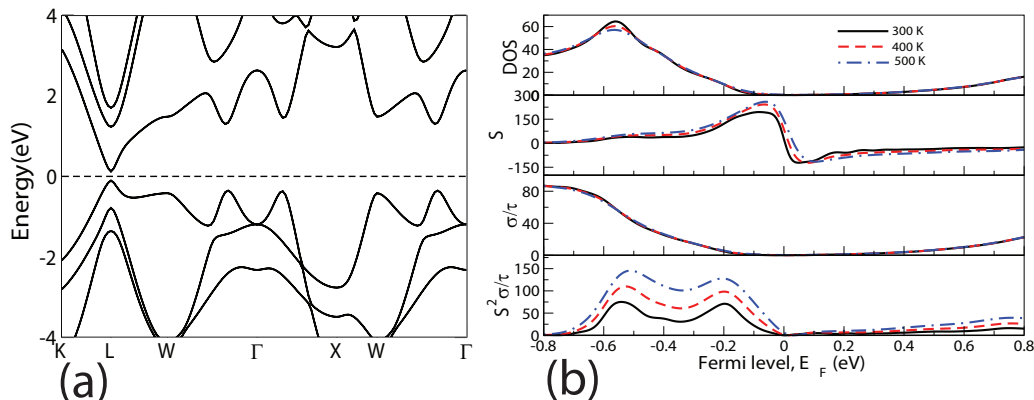 4
2
0
-2
-4
Energy(eV)
K L W Γ X W Γ
(a)
60
40
20
0
DOS
300 K
400 K
500 K
300
150
0
-150
S
80
40
0
σ/τ
150
100
50
0
S² σ/τ
-0.8 -0.6 -0.4 -0.2 0 0.2 0.4 0.6 0.8
Fermi level, E F (eV)
(b)